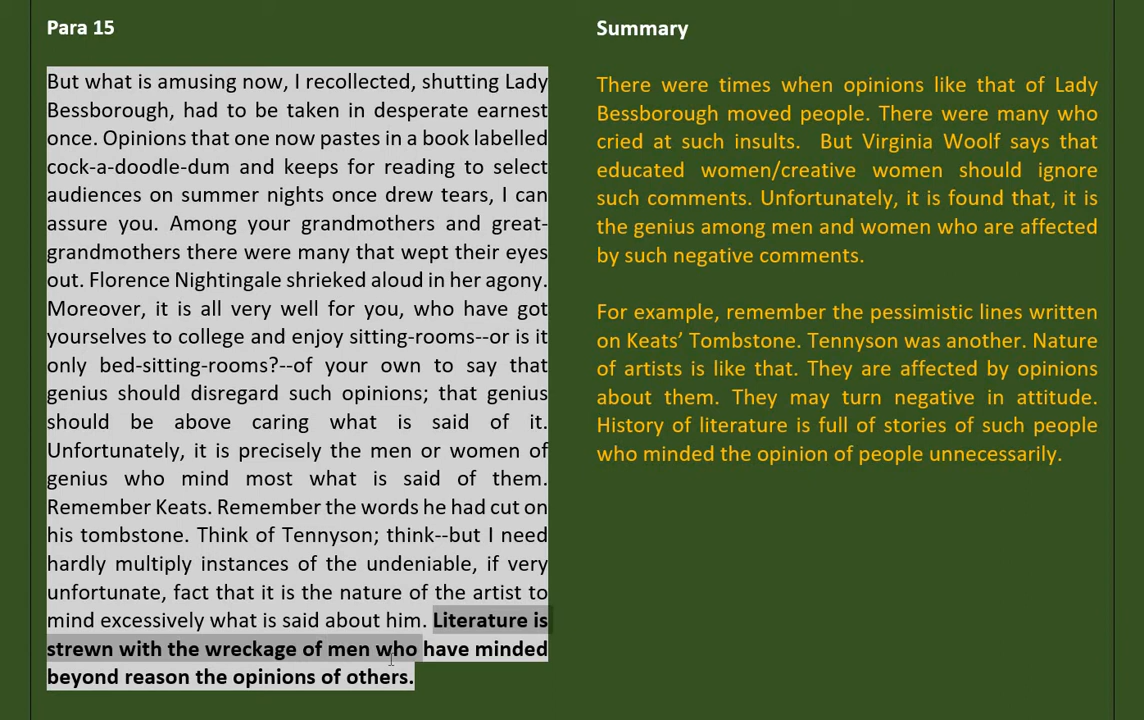 Para 15
But what is amusing now, I recollected, shutting Lady
Bessborough, had to be taken in desperate earnest
once. Opinions that one now pastes in a book labelled
cock-a-doodle-dum and keeps for reading to select
audiences on summer nights once drew tears, I can
assure you. Among your grandmothers and great-
grandmothers there were many that wept their eyes
out. Florence Nightingale shrieked aloud in her agony.
Moreover, it is all very well for you, who have got
yourselves to college and enjoy sitting-rooms--or is it
only bed-sitting-rooms?--of your own to say that
genius should disregard such opinions; that genius
should be above caring what is said of it.
Unfortunately, it is precisely the men or women of
genius who mind most what is said of them.
Remember Keats. Remember the words he had cut on
his tombstone. Think of Tennyson; think--but I need
hardly multiply instances of the undeniable, if very
unfortunate, fact that it is the nature of the artist to
mind excessively what is said about him. Literature is
strewn with the wreckage of men who have minded
beyond reason the opinions of others.
Summary
There were times when opinions like that of Lady
Bessborough moved people. There were many who
cried at such insults. But Virginia Woolf says that
educated women/creative women should ignore
such comments. Unfortunately, it is found that, it is
the genius among men and women who are affected
by such negative comments.
For example, remember the pessimistic lines written
on Keats’ Tombstone. Tennyson was another. Nature
of artists is like that. They are affected by opinions
about them. They may turn negative in attitude.
History of literature is full of stories of such people
who minded the opinion of people unnecessarily.